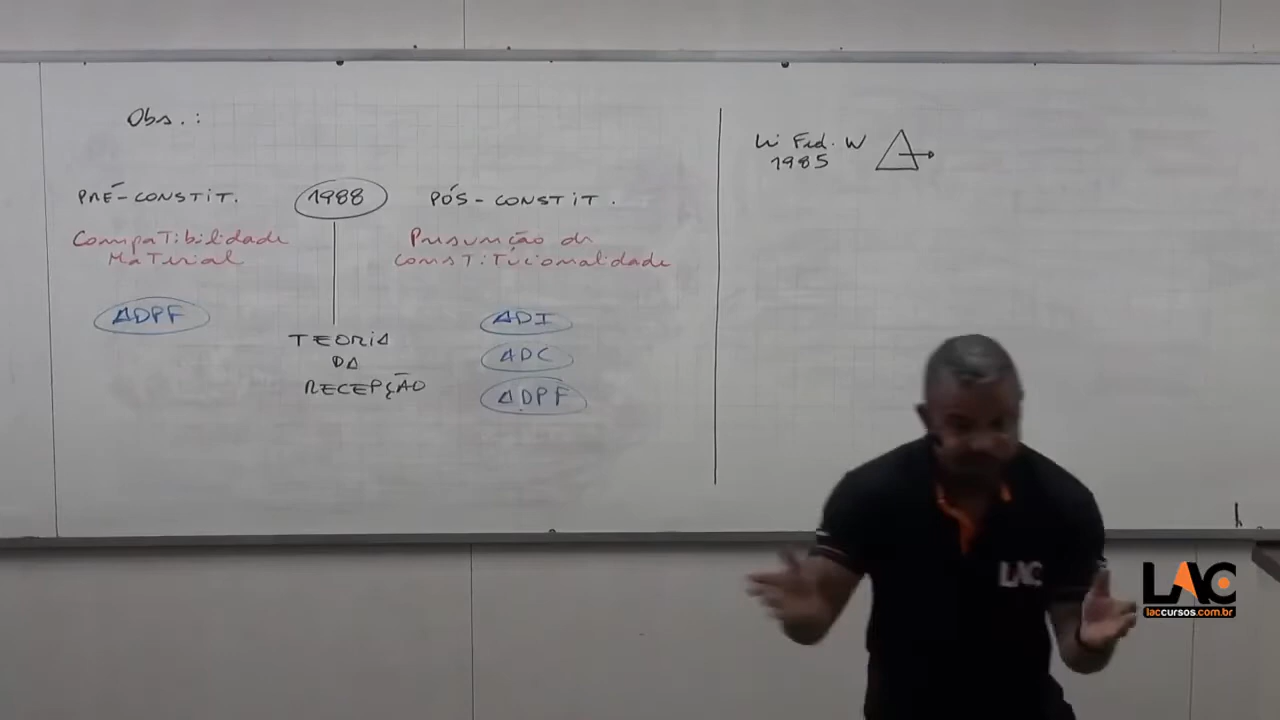 Obs.:
PRÉ-CONSTIT.
1988
PÓS-CONSTIT.
Compatibilidade
Material
Presunção de
constitucionalidade
ADPF
ADI
ADC
ADPF
TEORIA
DA
RECEPÇÃO
Lei Fed. W
1985
LAC
LAC
laccursos.com.br